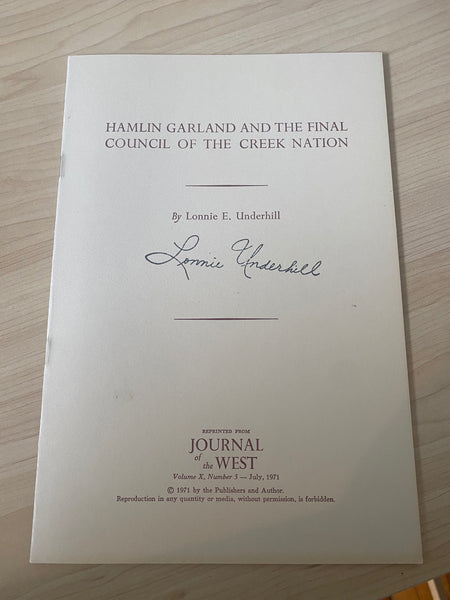 HAMLIN GARLAND AND THE FINAL
COUNCIL OF THE CREEK NATION
By Lonnie E. Underhill
Lonnie Underhill
REPRINTED FROM
JOURNAL
of
the WEST
Volume X, Number 3 — July, 1971
© 1971 by the Publishers and Author.
Reproduction in any quantity or media, without permission, is forbidden.